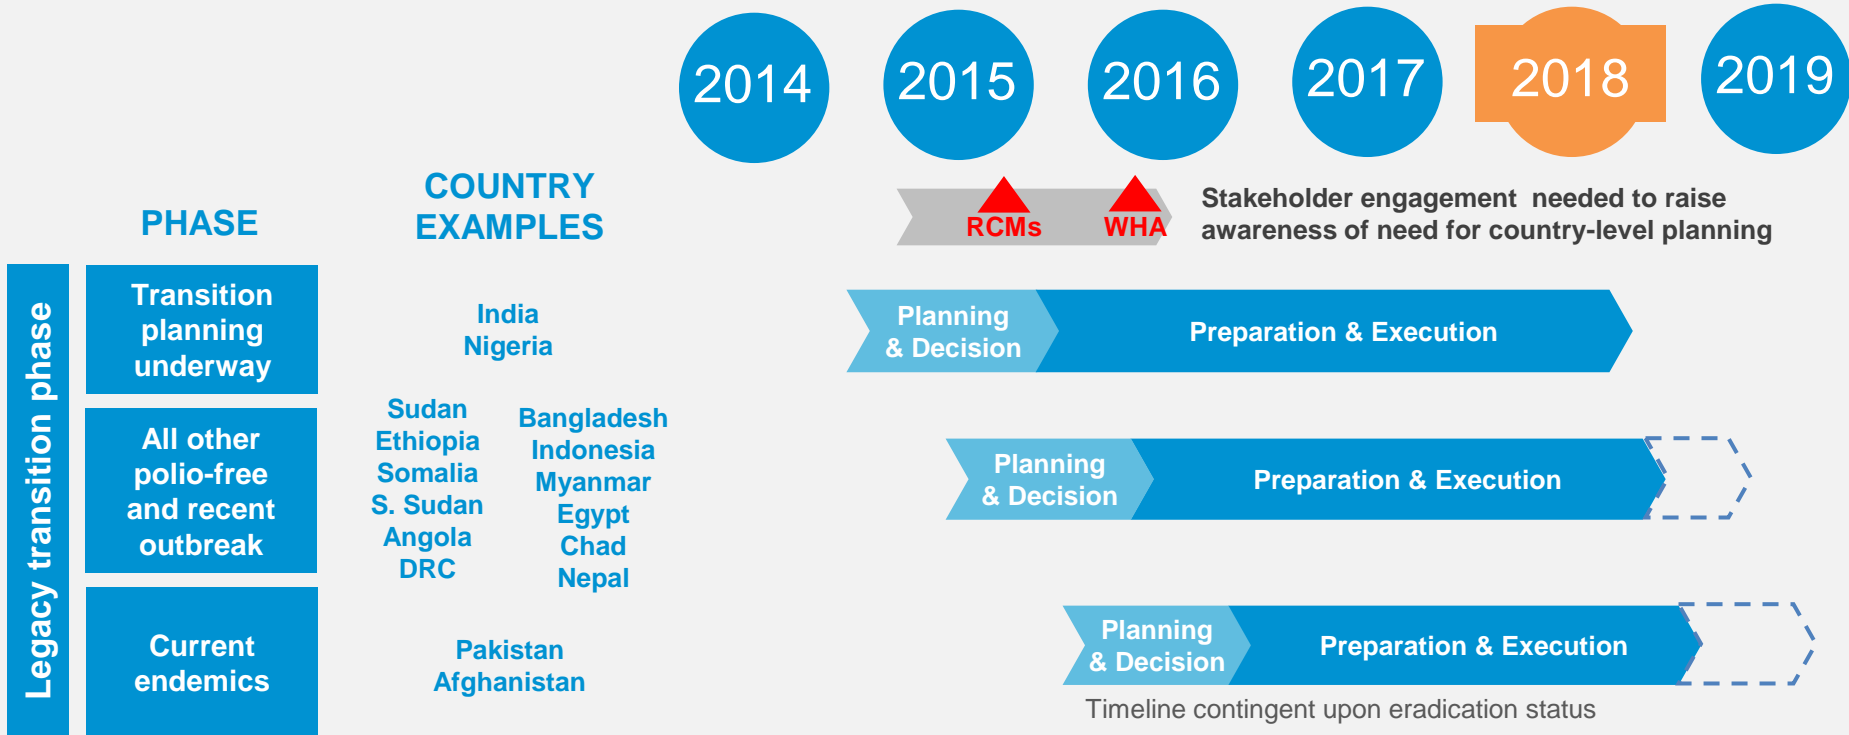 2014
2015
2016
2017
2018
2019
PHASE
COUNTRY
EXAMPLES
RCMs
WHA
Stakeholder engagement needed to raise
awareness of need for country-level planning
Legacy transition phase
Transition
planning
underway
India
Nigeria
Planning
& Decision
Preparation & Execution
All other
polio-free
and recent
outbreak
Sudan
Ethiopia
Somalia
S. Sudan
Angola
DRC
Bangladesh
Indonesia
Myanmar
Egypt
Chad
Nepal
Planning
& Decision
Preparation & Execution
Current
endemics
Pakistan
Afghanistan
Planning
& Decision
Preparation & Execution
Timeline contingent upon eradication status